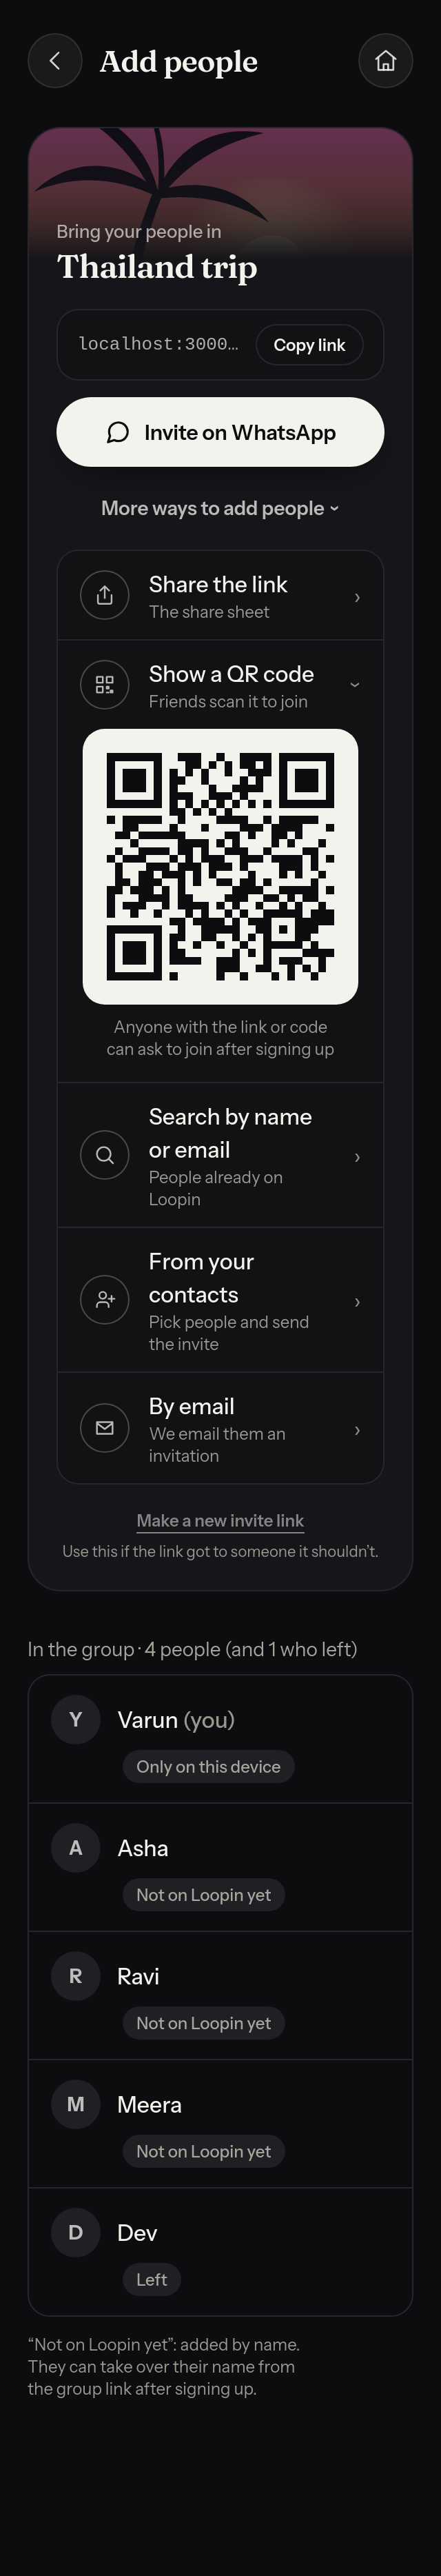 Add people
Bring your people in
Thailand trip
localhost:3000…
Copy link
Invite on WhatsApp
More ways to add people
Share the link
The share sheet
Show a QR code
Friends scan it to join
Anyone with the link or code
can ask to join after signing up
Search by name
or email
People already on
Loopin
From your
contacts
Pick people and send
the invite
By email
We email them an
invitation
Make a new invite link
Use this if the link got to someone it shouldn’t.
In the group · 4 people (and 1 who left)
Y
Varun (you)
Only on this device
A
Asha
Not on Loopin yet
R
Ravi
Not on Loopin yet
M
Meera
Not on Loopin yet
D
Dev
Left
“Not on Loopin yet”: added by name.
They can take over their name from
the group link after signing up.